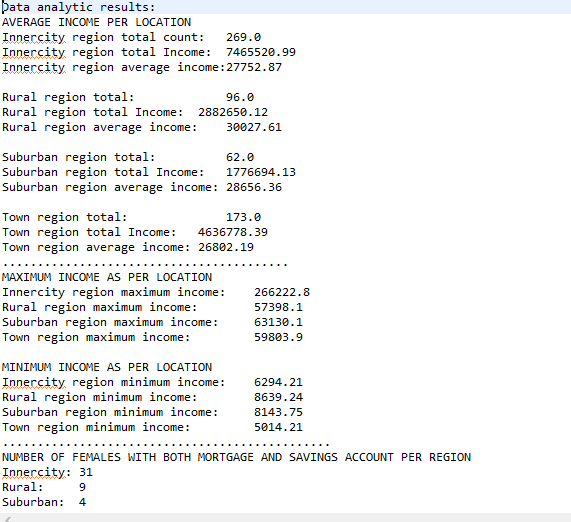 Data analytic results:
AVERAGE INCOME PER LOCATION
Innercity region total count:   269.0
Innercity region total Income:  7465520.99
Innercity region average income:27752.87
Rural region total:             96.0
Rural region total Income:  2882650.12
Rural region average income:    30027.61
Suburban region total:          62.0
Suburban region total Income:   1776694.13
Suburban region average income: 28656.36
Town region total:              173.0
Town region total Income:   4636778.39
Town region average income: 26802.19
.........................................
MAXIMUM INCOME AS PER LOCATION
Innercity region maximum income:    266222.8
Rural region maximum income:        57398.1
Suburban region maximum income:     63130.1
Town region maximum income:         59803.9
MINIMUM INCOME AS PER LOCATION
Innercity region minimum income:    6294.21
Rural region minimum income:        8639.24
Suburban region minimum income:     8143.75
Town region minimum income:         5014.21
...............................................
NUMBER OF FEMALES WITH BOTH MORTGAGE AND SAVINGS ACCOUNT PER REGION
Innercity: 31
Rural:     9
Suburban:  4